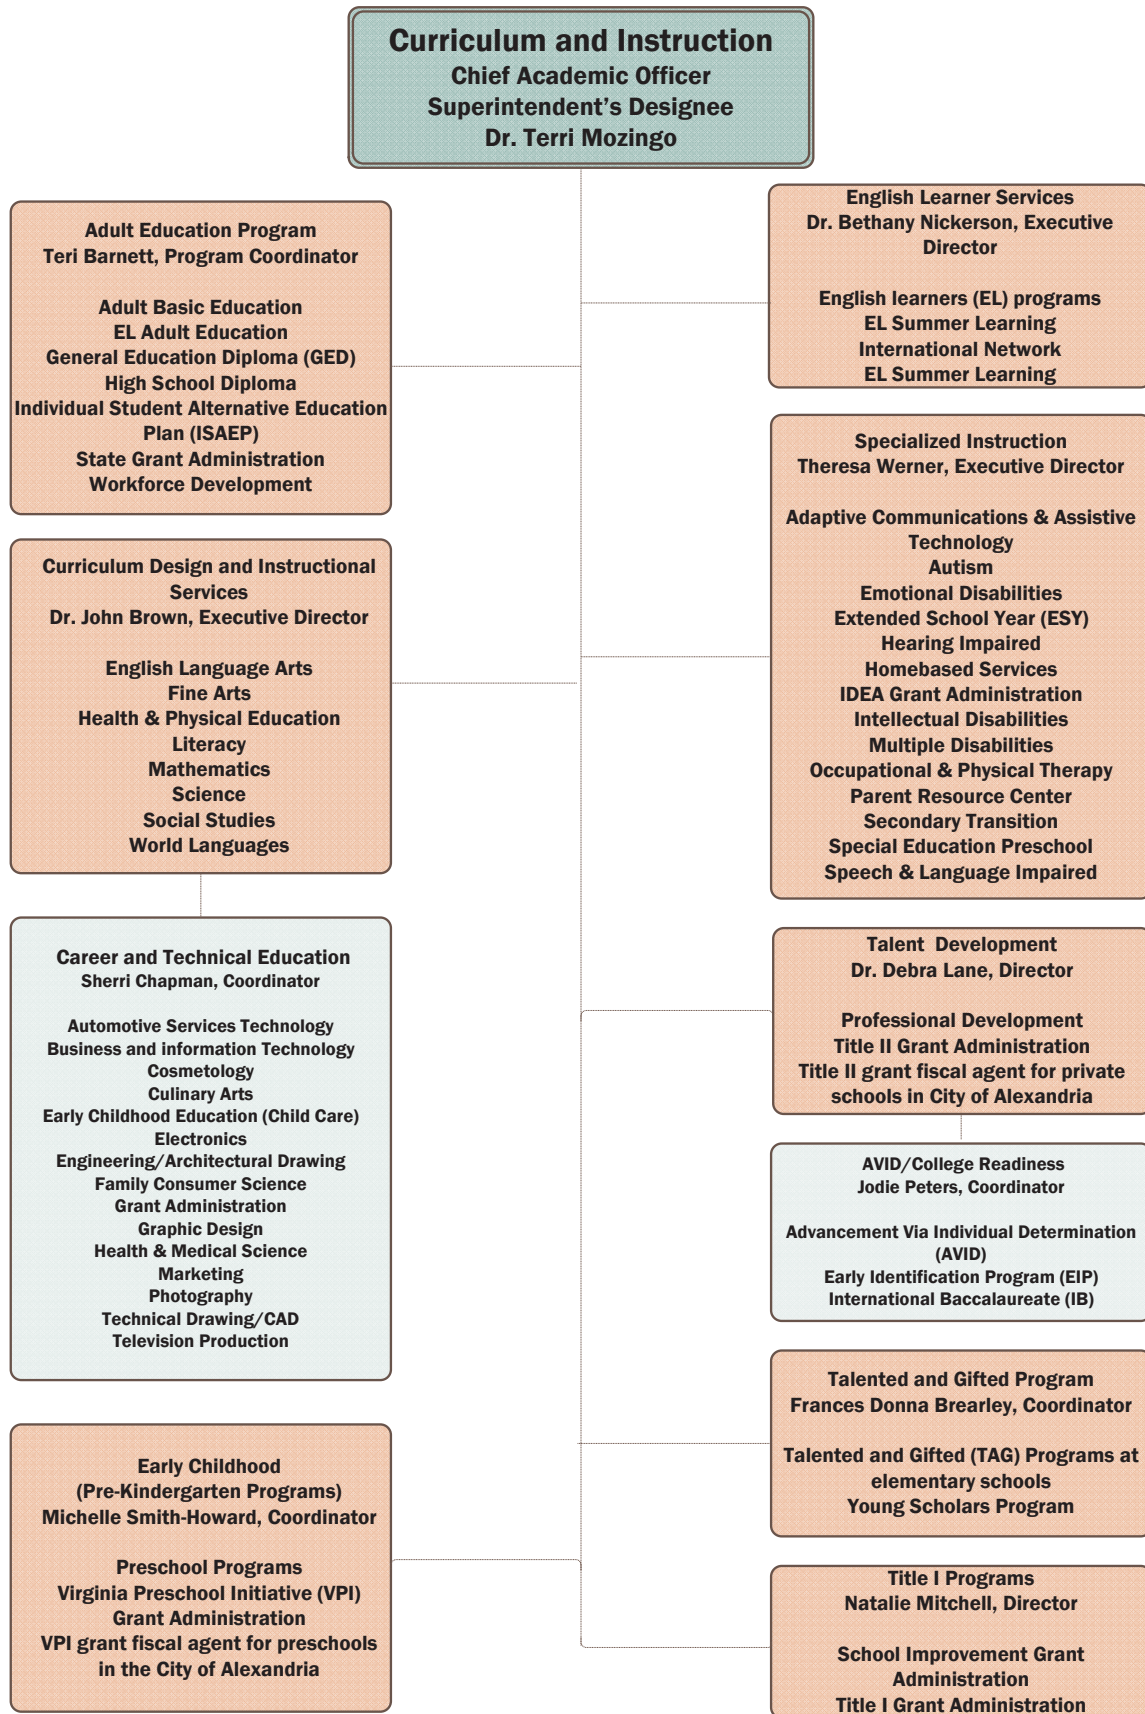 Curriculum and Instruction
Chief Academic Officer
Superintendent’s Designee
Dr. Terri Mozingo
Adult Education Program
Teri Barnett, Program Coordinator
Adult Basic Education
EL Adult Education
General Education Diploma (GED)
High School Diploma
Individual Student Alternative Education
Plan (ISAEP)
State Grant Administration
Workforce Development
Curriculum Design and Instructional
Services
Dr. John Brown, Executive Director
English Language Arts
Fine Arts
Health & Physical Education
Literacy
Mathematics
Science
Social Studies
World Languages
Career and Technical Education
Sherri Chapman, Coordinator
Automotive Services Technology
Business and information Technology
Cosmetology
Culinary Arts
Early Childhood Education (Child Care)
Electronics
Engineering/Architectural Drawing
Family Consumer Science
Grant Administration
Graphic Design
Health & Medical Science
Marketing
Photography
Technical Drawing/CAD
Television Production
Early Childhood
(Pre-Kindergarten Programs)
Michelle Smith-Howard, Coordinator
Preschool Programs
Virginia Preschool Initiative (VPI)
Grant Administration
VPI grant fiscal agent for preschools
in the City of Alexandria
English Learner Services
Dr. Bethany Nickerson, Executive
Director
English learners (EL) programs
EL Summer Learning
International Network
EL Summer Learning
Specialized Instruction
Theresa Werner, Executive Director
Adaptive Communications & Assistive
Technology
Autism
Emotional Disabilities
Extended School Year (ESY)
Hearing Impaired
Homebased Services
IDEA Grant Administration
Intellectual Disabilities
Multiple Disabilities
Occupational & Physical Therapy
Parent Resource Center
Secondary Transition
Special Education Preschool
Speech & Language Impaired
Talent Development
Dr. Debra Lane, Director
Professional Development
Title II Grant Administration
Title II grant fiscal agent for private
schools in City of Alexandria
AVID/College Readiness
Jodie Peters, Coordinator
Advancement Via Individual Determination
(AVID)
Early Identification Program (EIP)
International Baccalaureate (IB)
Talented and Gifted Program
Frances Donna Brearley, Coordinator
Talented and Gifted (TAG) Programs at
elementary schools
Young Scholars Program
Title I Programs
Natalie Mitchell, Director
School Improvement Grant
Administration
Title I Grant Administration